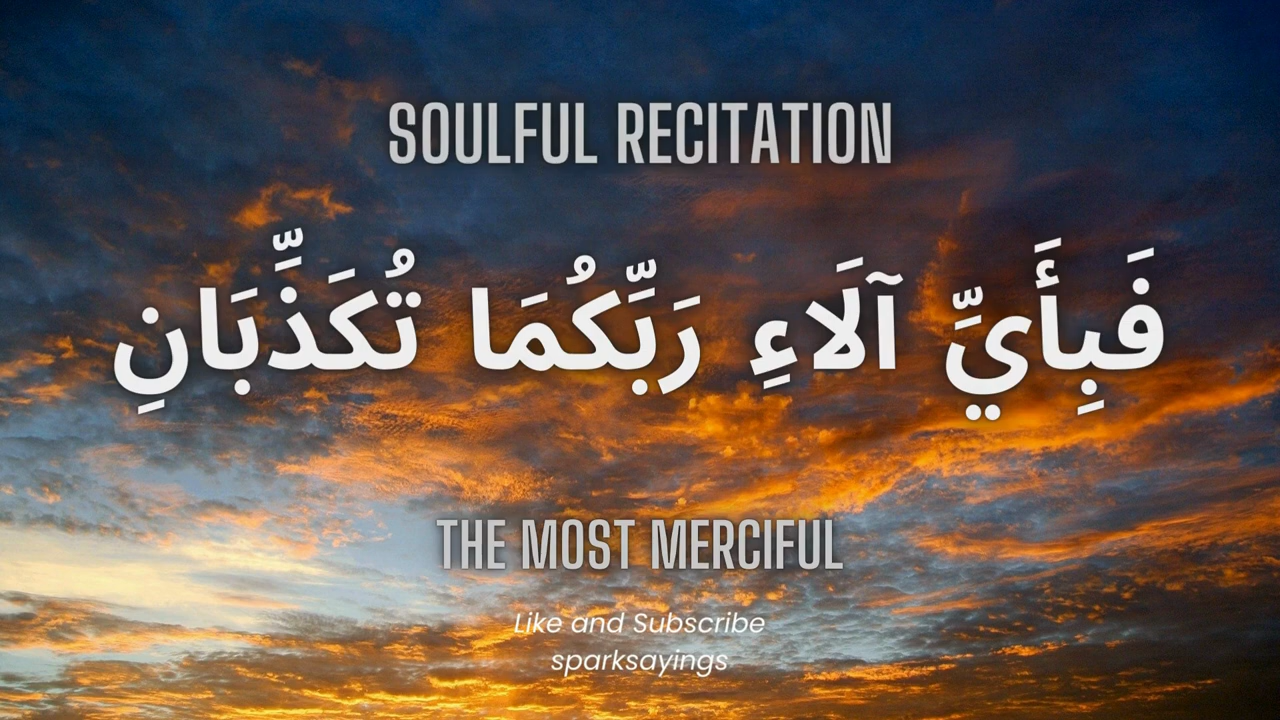 SOULFUL RECITATION
فَبِأَيِّ آلَاءِ رَبِّكُمَا تُكَذِّبَانِ
THE MOST MERCIFUL
Like and Subscribe
sparksayings